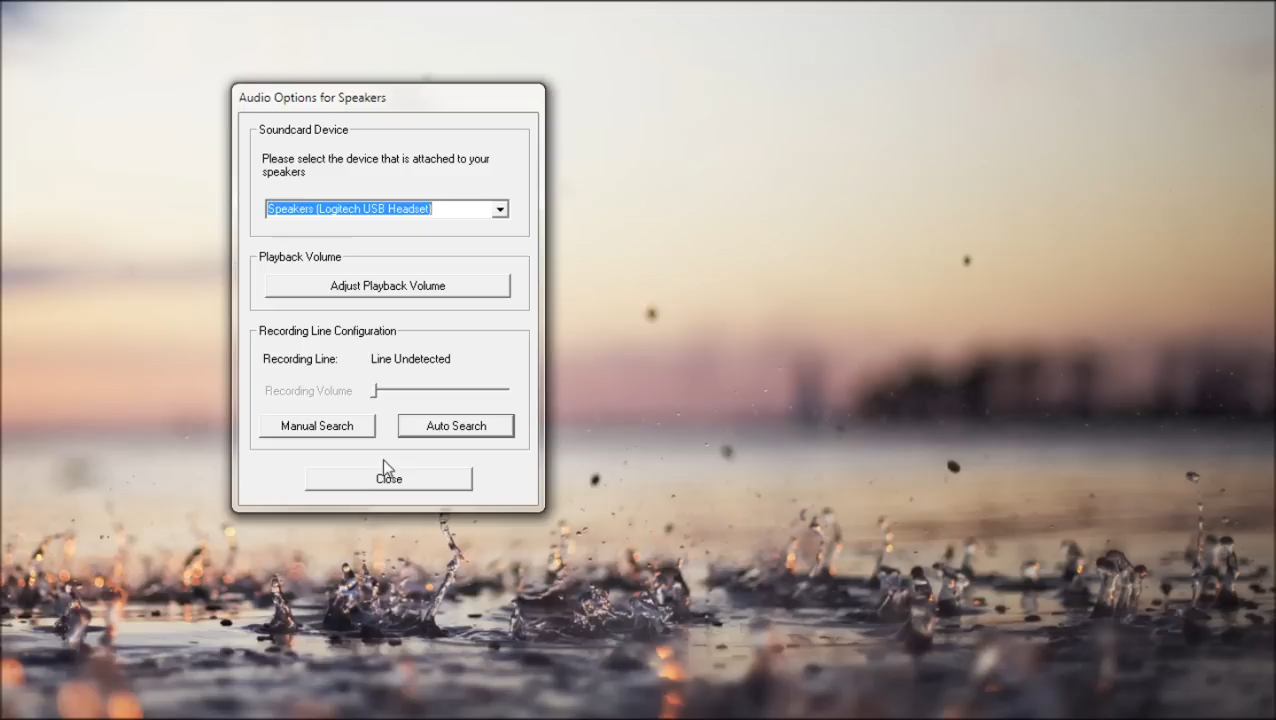 Audio Options for Speakers
Soundcard Device
Please select the device that is attached to your
speakers
Speakers (Logitech USB Headset)
Playback Volume
Adjust Playback Volume
Recording Line Configuration
Recording Line: Line Undetected
Recording Volume
Manual Search Auto Search
Close